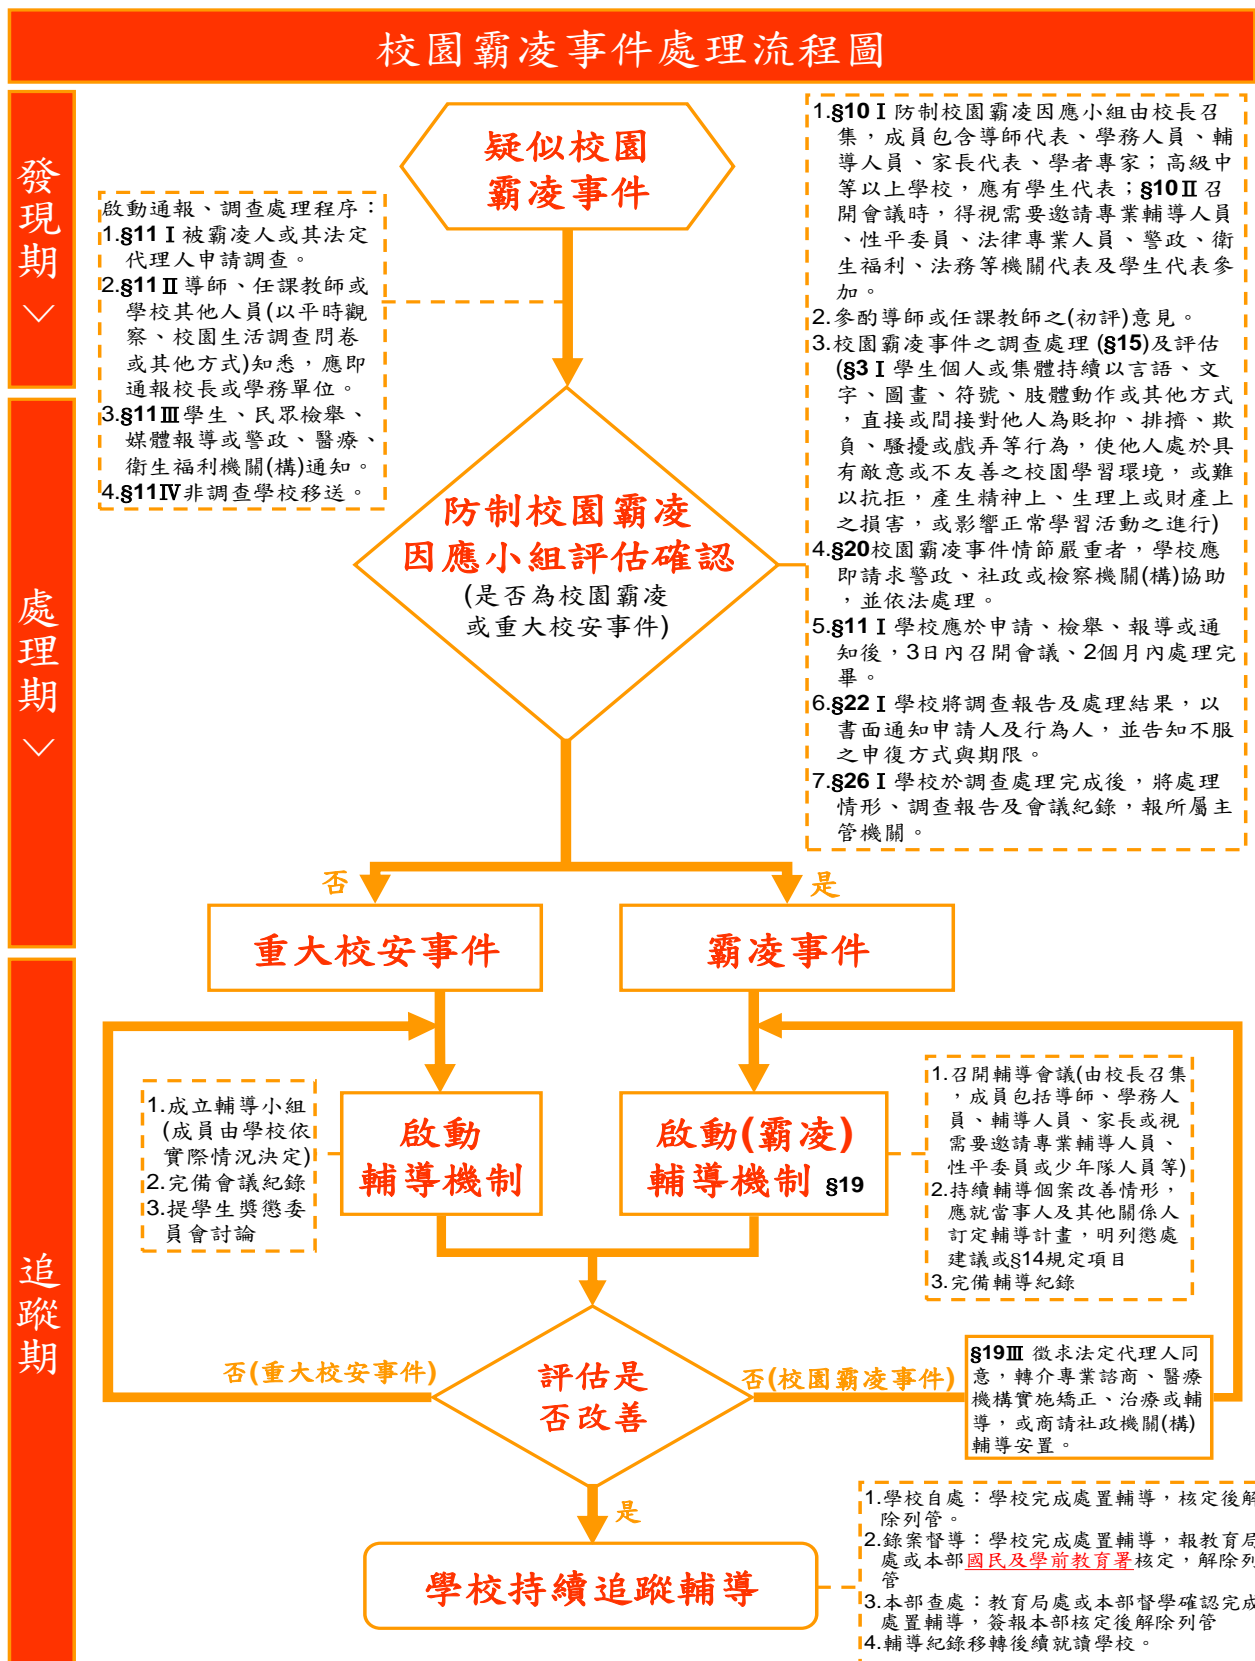 校園霸凌事件處理流程圖
發現期
疑似校園
霸凌事件
啟動通報、調查處理程序：
1.§11Ⅰ被霸凌人或其法定
代理人申請調查。
2.§11Ⅱ導師、任課教師或
學校其他人員(以平時觀
察、校園生活調查問卷
或其他方式)知悉，應即
通報校長或學務單位。
3.§11Ⅲ學生、民眾檢舉、
媒體報導或警政、醫療、
衛生福利機關(構)通知。
4.§11Ⅳ非調查學校移送。
1.§10Ⅰ防制校園霸凌因應小組由校長召
集，成員包含導師代表、學務人員、輔
導人員、家長代表、學者專家；高級中
等以上學校，應有學生代表；§10Ⅱ召
開會議時，得視需要邀請專業輔導人員
、性平委員、法律專業人員、警政、衛
生福利、法務等機關代表及學生代表參
加。
2.參酌導師或任課教師之(初評)意見。
3.校園霸凌事件之調查處理 (§15)及評估
(§3Ⅰ學生個人或集體持續以言語、文
字、圖畫、符號、肢體動作或其他方式
，直接或間接對他人為貶抑、排擠、欺
負、騷擾或戲弄等行為，使他人處於具
有敵意或不友善之校園學習環境，或難
以抗拒，產生精神上、生理上或財產上
之損害，或影響正常學習活動之進行)
4.§20校園霸凌事件情節嚴重者，學校應
即請求警政、社政或檢察機關(構)協助
，並依法處理。
5.§11Ⅰ學校應於申請、檢舉、報導或通
知後，3日內召開會議、2個月內處理完
畢。
6.§22Ⅰ學校將調查報告及處理結果，以
書面通知申請人及行為人，並告知不服
之申復方式與期限。
7.§26Ⅰ學校於調查處理完成後，將處理
情形、調查報告及會議紀錄，報所屬主
管機關。
處理期
防制校園霸凌
因應小組評估確認
(是否為校園霸凌
或重大校安事件)
否
是
重大校安事件
霸凌事件
追蹤期
1.成立輔導小組
(成員由學校依
實際情況決定)
2.完備會議紀錄
3.提學生獎懲委
員會討論
啟動
輔導機制
啟動(霸凌)
輔導機制 §19
1.召開輔導會議(由校長召集
，成員包括導師、學務人
員、輔導人員、家長或視
需要邀請專業輔導人員、
性平委員或少年隊人員等)
2.持續輔導個案改善情形，
應就當事人及其他關係人
訂定輔導計畫，明列懲處
建議或§14規定項目
3.完備輔導紀錄
否(重大校安事件)
評估是
否改善
否(校園霸凌事件)
§19Ⅲ 徵求法定代理人同
意，轉介專業諮商、醫療
機構實施矯正、治療或輔
導，或商請社政機關(構)
輔導安置。
是
學校持續追蹤輔導
1.學校自處：學校完成處置輔導，核定後解
除列管。
2.錄案督導：學校完成處置輔導，報教育局
處或本部國民及學前教育署核定，解除列
管
3.本部查處：教育局處或本部督學確認完成
處置輔導，簽報本部核定後解除列管
4.輔導紀錄移轉後續就讀學校。